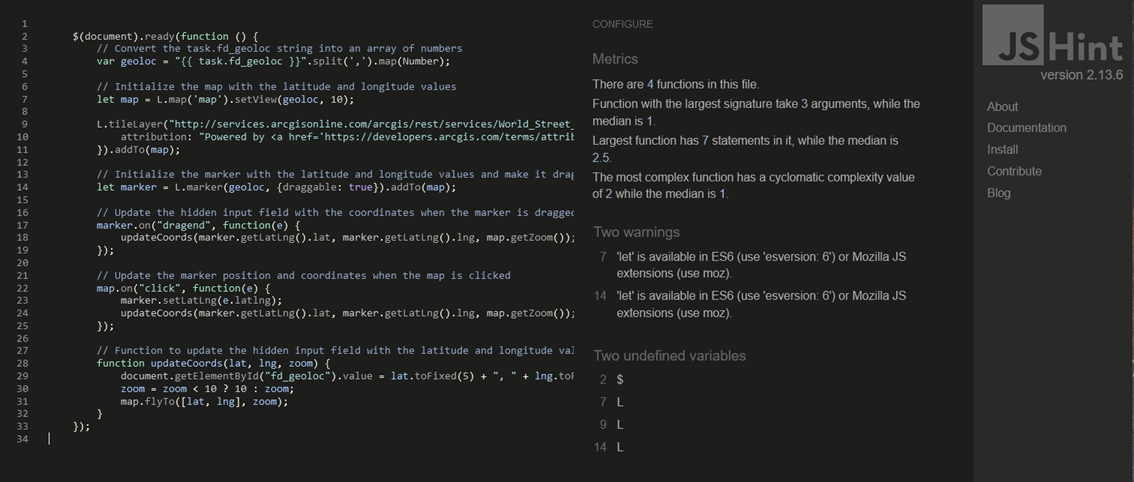 1
2 $(document).ready(function () {
3 // Convert the task.fd_geoloc string into an array of numbers
4 var geoloc = "{{ task.fd_geoloc }}".split(',').map(Number);
5
6 // Initialize the map with the latitude and longitude values
7 let map = L.map('map').setView(geoloc, 10);
8
9 L.tileLayer("http://services.arcgisonline.com/arcgis/rest/services/World_Street_
10 attribution: "Powered by <a href='https://developers.arcgis.com/terms/attrib
11 }).addTo(map);
12
13 // Initialize the marker with the latitude and longitude values and make it drag
14 let marker = L.marker(geoloc, {draggable: true}).addTo(map);
15
16 // Update the hidden input field with the coordinates when the marker is dragged
17 marker.on("dragend", function(e) {
18 updateCoords(marker.getLatLng().lat, marker.getLatLng().lng, map.getZoom());
19 });
20
21 // Update the marker position and coordinates when the map is clicked
22 map.on("click", function(e) {
23 marker.setLatLng(e.latlng);
24 updateCoords(marker.getLatLng().lat, marker.getLatLng().lng, map.getZoom());
25 });
26
27 // Function to update the hidden input field with the latitude and longitude val
28 function updateCoords(lat, lng, zoom) {
29 document.getElementById("fd_geoloc").value = lat.toFixed(5) + ", " + lng.toF
30 zoom = zoom < 10 ? 10 : zoom;
31 map.flyTo([lat, lng], zoom);
32 }
33 });
34
CONFIGURE
Metrics
There are 4 functions in this file.
Function with the largest signature take 3 arguments, while the
median is 1.
Largest function has 7 statements in it, while the median is
2.5.
The most complex function has a cyclomatic complexity value
of 2 while the median is 1.
Two warnings
7 'let' is available in ES6 (use 'esversion: 6') or Mozilla JS
extensions (use moz).
14 'let' is available in ES6 (use 'esversion: 6') or Mozilla JS
extensions (use moz).
Two undefined variables
2 $
7 L
9 L
14 L
JSHint
version 2.13.6
About
Documentation
Install
Contribute
Blog